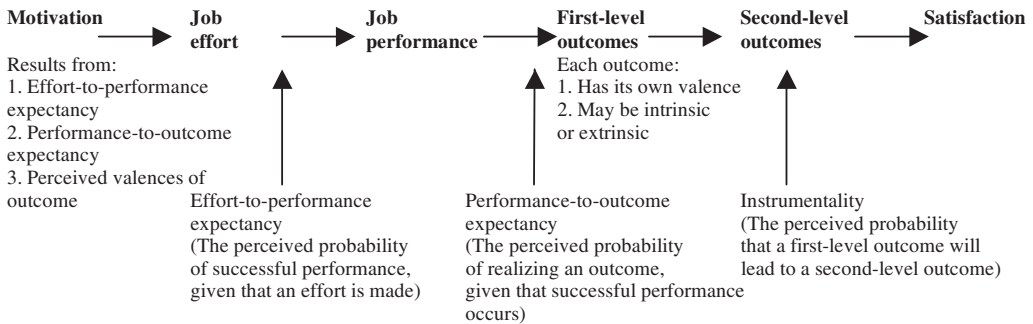 Motivation
Job
effort
Job
performance
First-level
outcomes
Second-level
outcomes
Satisfaction
Results from:
1. Effort-to-performance
expectancy
2. Performance-to-outcome
expectancy
3. Perceived valences of
outcome
Each outcome:
1. Has its own valence
2. May be intrinsic
or extrinsic
Effort-to-performance
expectancy
(The perceived probability
of successful performance,
given that an effort is made)
Performance-to-outcome
expectancy
(The perceived probability
of realizing an outcome,
given that successful performance
occurs)
Instrumentality
(The perceived probability
that a first-level outcome will
lead to a second-level outcome)